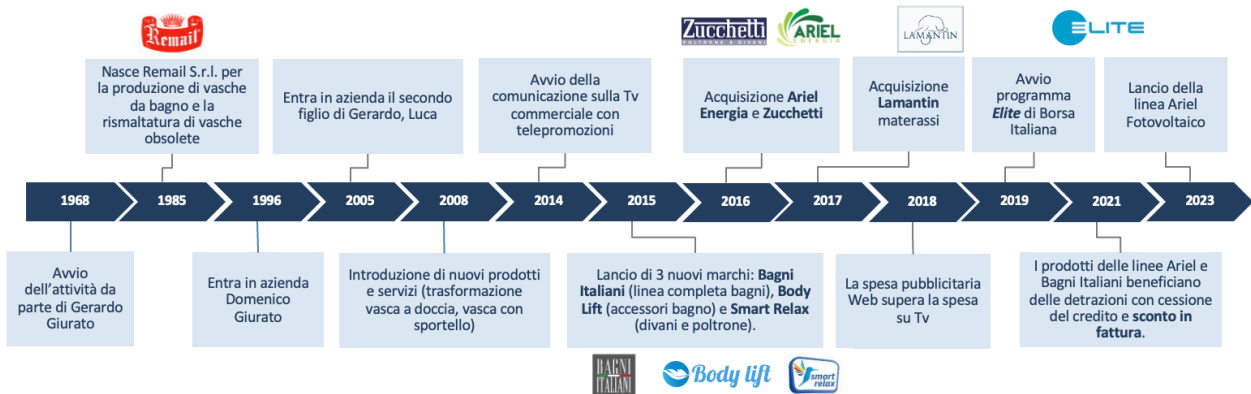 Remail
Zucchetti
POLTRONE & DIVANI
ARIEL
ENERGIA
LAMANTIN
ELITE
Nasce Remail S.r.l. per
la produzione di vasche
da bagno e la
rismaltatura di vasche
obsolete
Entra in azienda il secondo
figlio di Gerardo, Luca
Avvio della
comunicazione sulla Tv
commerciale con
telepromozioni
Acquisizione Ariel
Energia e Zucchetti
Acquisizione
Lamantin
materassi
Avvio
programma
Elite di Borsa
Italiana
Lancio della
linea Ariel
Fotovoltaico
1968
1985
1996
2005
2008
2014
2015
2016
2017
2018
2019
2021
2023
Avvio
dell'attività da
parte di Gerardo
Giurato
Entra in azienda
Domenico
Giurato
Introduzione di nuovi prodotti
e servizi (trasformazione
vasca a doccia, vasca con
sportello)
Lancio di 3 nuovi marchi: Bagni
Italiani (linea completa bagni), Body
Lift (accessori bagno) e Smart Relax
(divani e poltrone).
La spesa pubblicitaria
Web supera la spesa
su Tv
I prodotti delle linee Ariel e
Bagni Italiani beneficiano
delle detrazioni con cessione
del credito e sconto in
fattura.
BAGNI
ITALIANI
Body lift
smart
relax